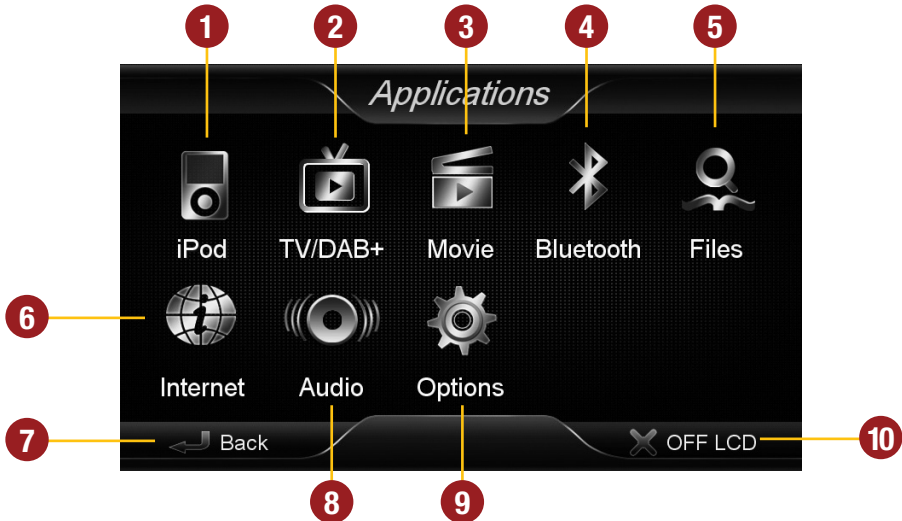 1 2 3 4 5
Applications
iPod TV/DAB+ Movie Bluetooth Files
6
Internet Audio Options
7 Back OFF LCD 10
8 9